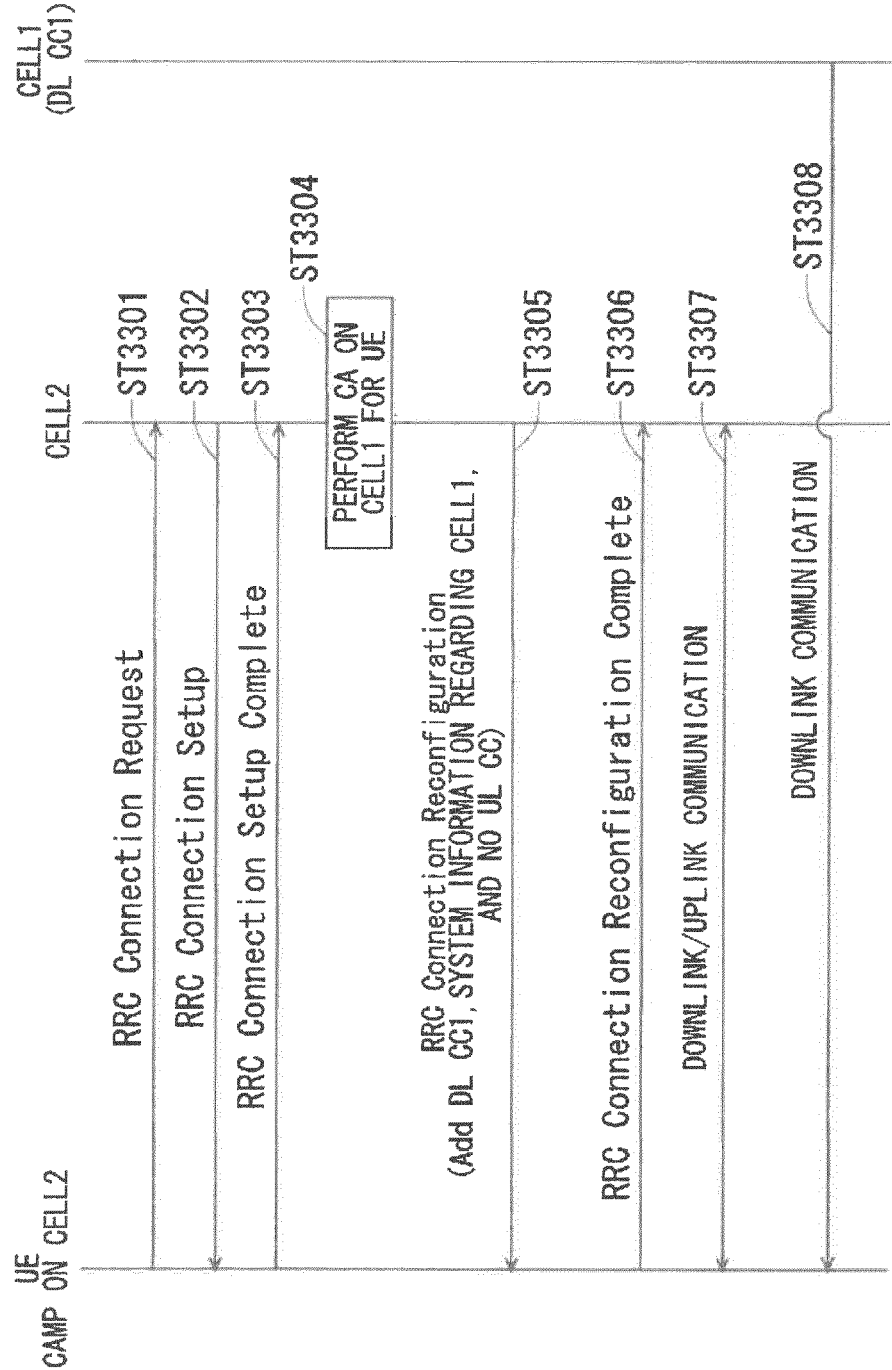 UE
CAMP ON CELL2
CELL2
CELL1
(DL CC1)
RRC Connection Request
ST3301
RRC Connection Setup
ST3302
RRC Connection Setup Complete
ST3303
PERFORM CA ON
CELL1 FOR UE
ST3304
RRC Connection Reconfiguration
(Add DL CC1, SYSTEM INFORMATION REGARDING CELL1,
AND NO UL CC)
ST3305
RRC Connection Reconfiguration Complete
ST3306
DOWNLINK/UPLINK COMMUNICATION
ST3307
DOWNLINK COMMUNICATION
ST3308